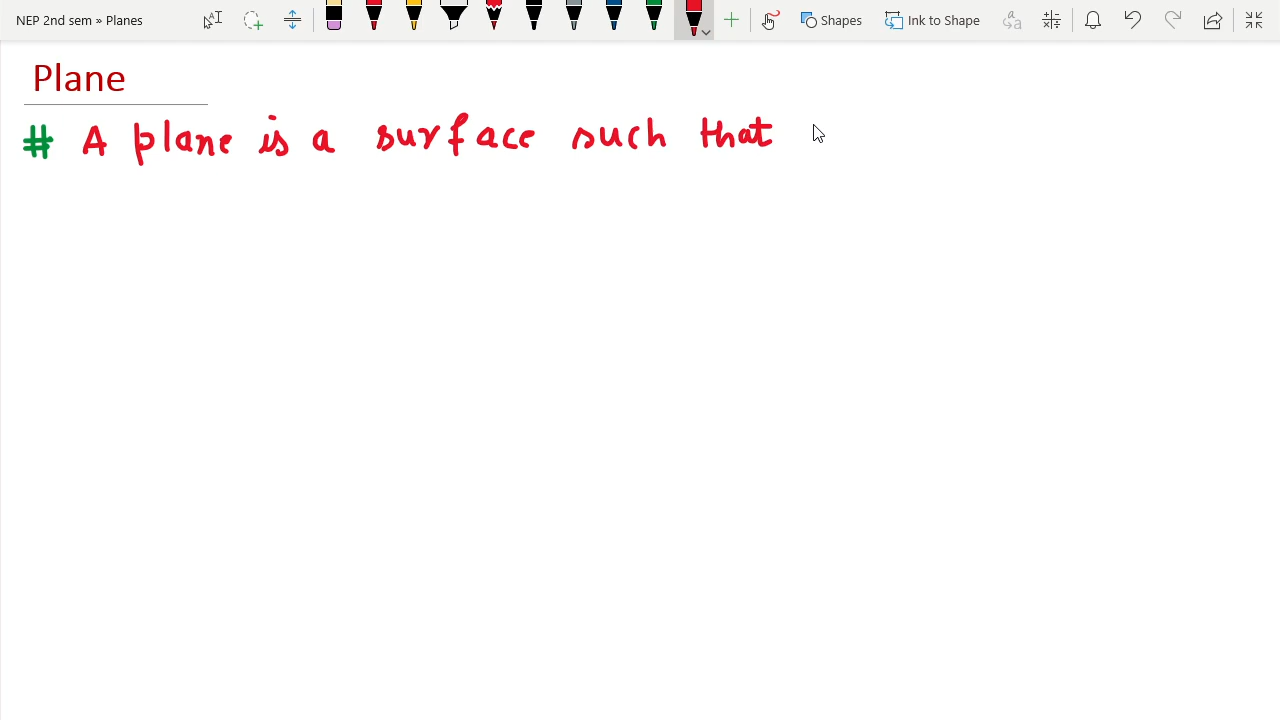 NEP 2nd sem » Planes
Shapes
Ink to Shape
Plane
# A plane is a surface such that